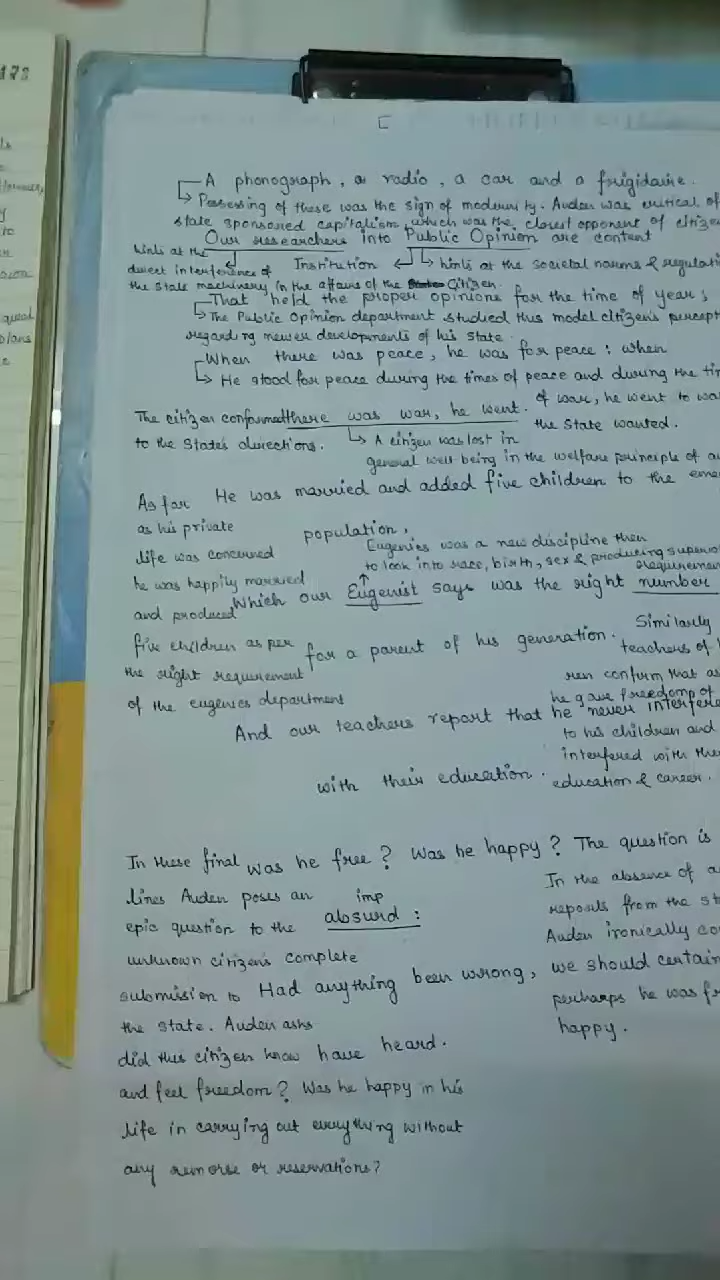 173
A phonograph, a radio, a car and a frigidaire.
Possessing of these was the sign of modernity. Auden was critical of
state sponsored capitalism, which was the closest opponent of citizen
Our researchers into Public Opinion are content
hints at the
direct interference of Institution hints at the societal norms & regulati
the state machinery in the affairs of the Citizen.
That held the proper opinions for the time of year;
The Public Opinion department studied this model citizen's percept
regarding newer developments of his state.
When there was peace, he was for peace: when
He stood for peace during the times of peace and during the tim
of war, he went to wa
The citizen conformed there was war, he went. the State wanted.
to the State's directions. A citizen was lost in
general well being in the welfare principle of a
He was married and added five children to the
As far
as his private population,
life was concerned Eugenics was a new discipline then
to look into race, birth, sex & producing superio
he was happily married requiremen
Which our Eugenist says was the right number
and produced
five children as per for a parent of his generation. Similarly
the right requirement teachers of
of the eugenics department confirm that as
he gave freedom of
And our teachers report that he never interfere
to his children and
interfered with the
with their education. education & career.
In these final was he free? Was he happy? The question is
lines Auden poses an imp In the absence of a
epic question to the absurd: reposils from the st
unknown citizen's complete Auden ironically co
submission to Had anything been wrong, we should certain
the state. Auden asks perhaps he was fr
did this citizen know have heard. happy.
and feel freedom? Was he happy in his
life in carrying out everything without
any remorse or reservations?